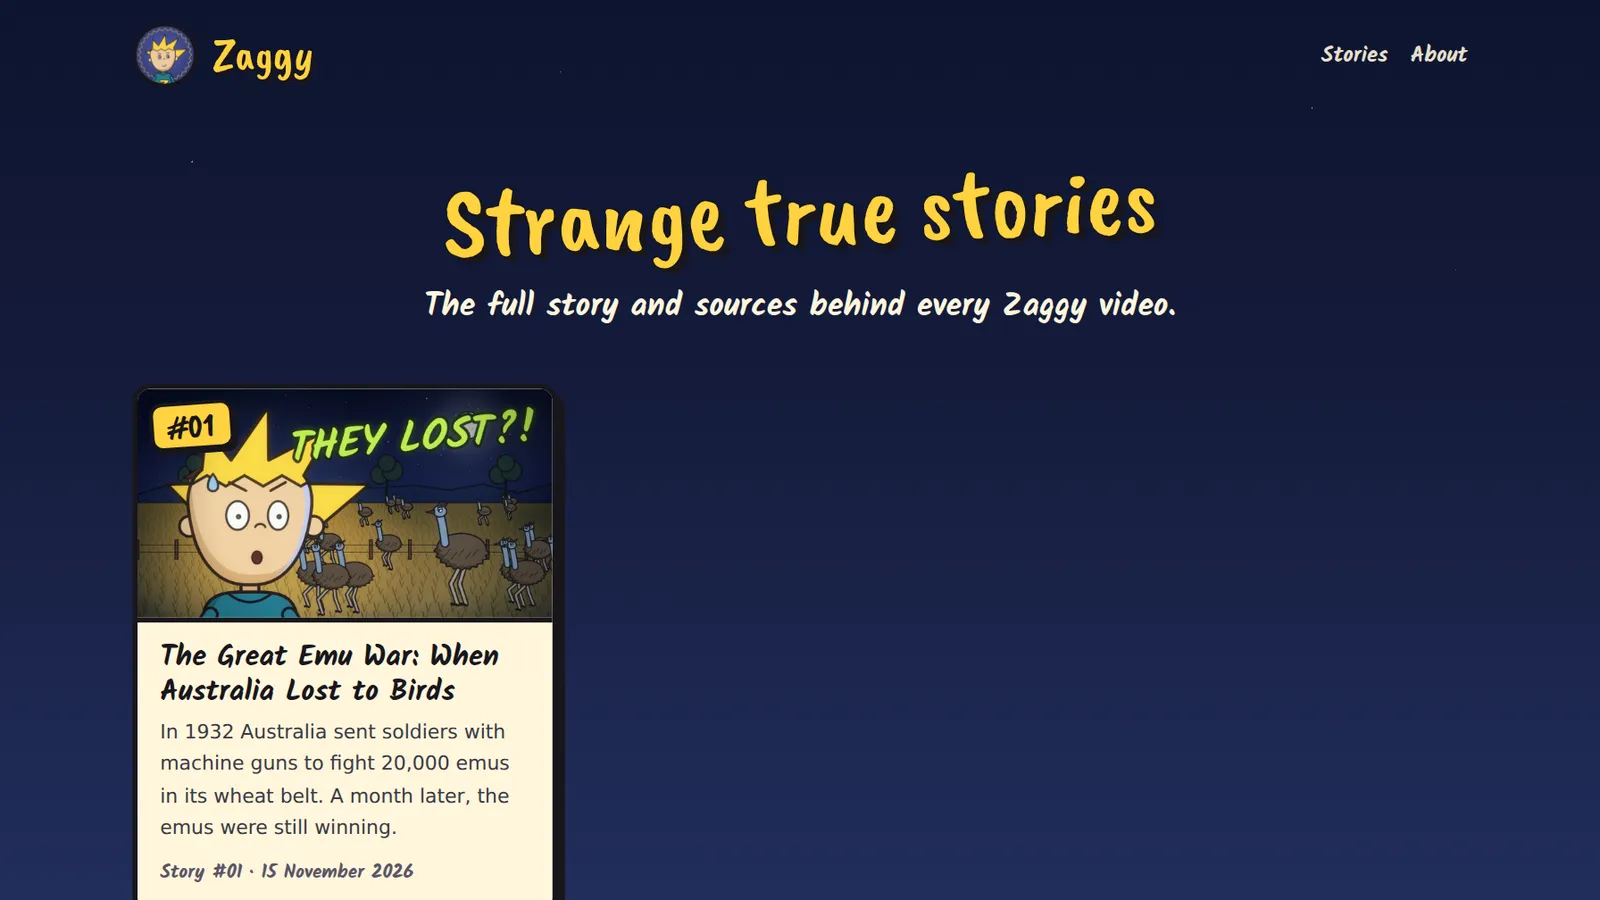 Zaggy
Stories About
Strange true stories
The full story and sources behind every Zaggy video.
#01
THEY LOST?!
The Great Emu War: When
Australia Lost to Birds
In 1932 Australia sent soldiers with
machine guns to fight 20,000 emus
in its wheat belt. A month later, the
emus were still winning.
Story #01 · 15 November 2026